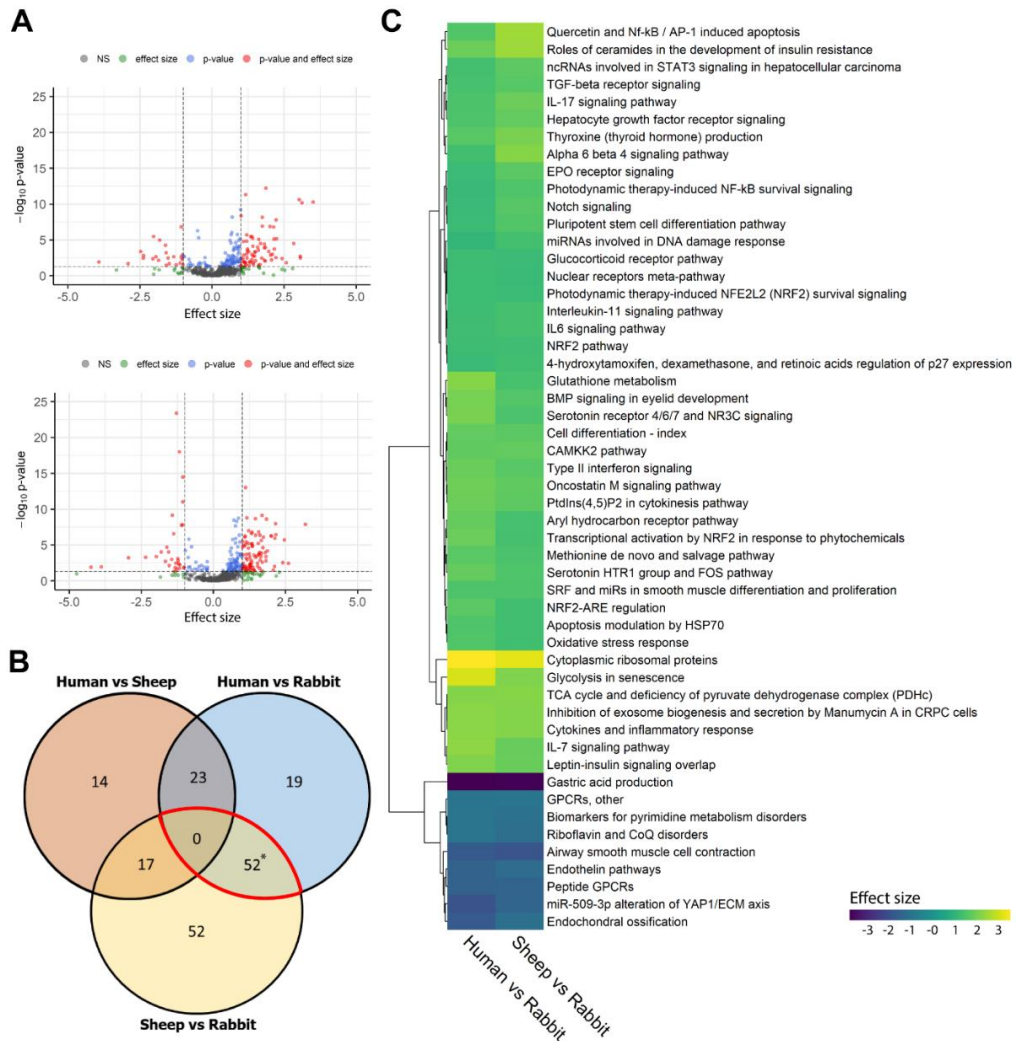 A
NS effect size p-value p-value and effect size
25
20
15
10
5
0
−log10 p-value
-5.0 -2.5 0.0 2.5 5.0
Effect size
NS effect size p-value p-value and effect size
25
20
15
10
5
0
−log10 p-value
-5.0 -2.5 0.0 2.5 5.0
Effect size
B
Human vs Sheep
Human vs Rabbit
14
23
19
0
17
52*
52
Sheep vs Rabbit
C
Quercetin and Nf-kB / AP-1 induced apoptosis
Roles of ceramides in the development of insulin resistance
ncRNAs involved in STAT3 signaling in hepatocellular carcinoma
TGF-beta receptor signaling
IL-17 signaling pathway
Hepatocyte growth factor receptor signaling
Thyroxine (thyroid hormone) production
Alpha 6 beta 4 signaling pathway
EPO receptor signaling
Photodynamic therapy-induced NF-kB survival signaling
Notch signaling
Pluripotent stem cell differentiation pathway
miRNAs involved in DNA damage response
Glucocorticoid receptor pathway
Nuclear receptors meta-pathway
Photodynamic therapy-induced NFE2L2 (NRF2) survival signaling
Interleukin-11 signaling pathway
IL6 signaling pathway
NRF2 pathway
4-hydroxytamoxifen, dexamethasone, and retinoic acids regulation of p27 expression
Glutathione metabolism
BMP signaling in eyelid development
Serotonin receptor 4/6/7 and NR3C signaling
Cell differentiation - index
CAMKK2 pathway
Type II interferon signaling
Oncostatin M signaling pathway
PtdIns(4,5)P2 in cytokinesis pathway
Aryl hydrocarbon receptor pathway
Transcriptional activation by NRF2 in response to phytochemicals
Methionine de novo and salvage pathway
Serotonin HTR1 group and FOS pathway
SRF and miRs in smooth muscle differentiation and proliferation
NRF2-ARE regulation
Apoptosis modulation by HSP70
Oxidative stress response
Cytoplasmic ribosomal proteins
Glycolysis in senescence
TCA cycle and deficiency of pyruvate dehydrogenase complex (PDHc)
Inhibition of exosome biogenesis and secretion by Manumycin A in CRPC cells
Cytokines and inflammatory response
IL-7 signaling pathway
Leptin-insulin signaling overlap
Gastric acid production
GPCRs, other
Biomarkers for pyrimidine metabolism disorders
Riboflavin and CoQ disorders
Airway smooth muscle cell contraction
Endothelin pathways
Peptide GPCRs
miR-509-3p alteration of YAP1/ECM axis
Endochondral ossification
Human vs Rabbit
Sheep vs Rabbit
Effect size
-3 -2 -1 -0 1 2 3